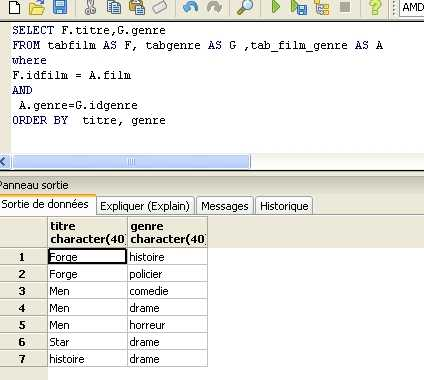 AMD
SELECT F.titre,G.genre
FROM tabfilm AS F, tabgenre AS G ,tab_film_genre AS A
where
F.idfilm = A.film
AND
A.genre=G.idgenre
ORDER BY titre, genre
Panneau sortie
Sortie de données Expliquer (Explain) Messages Historique
titre genre
character(40) character(40)
1 Forge histoire
2 Forge policier
3 Men comedie
4 Men drame
5 Men horreur
6 Star drame
7 histoire drame